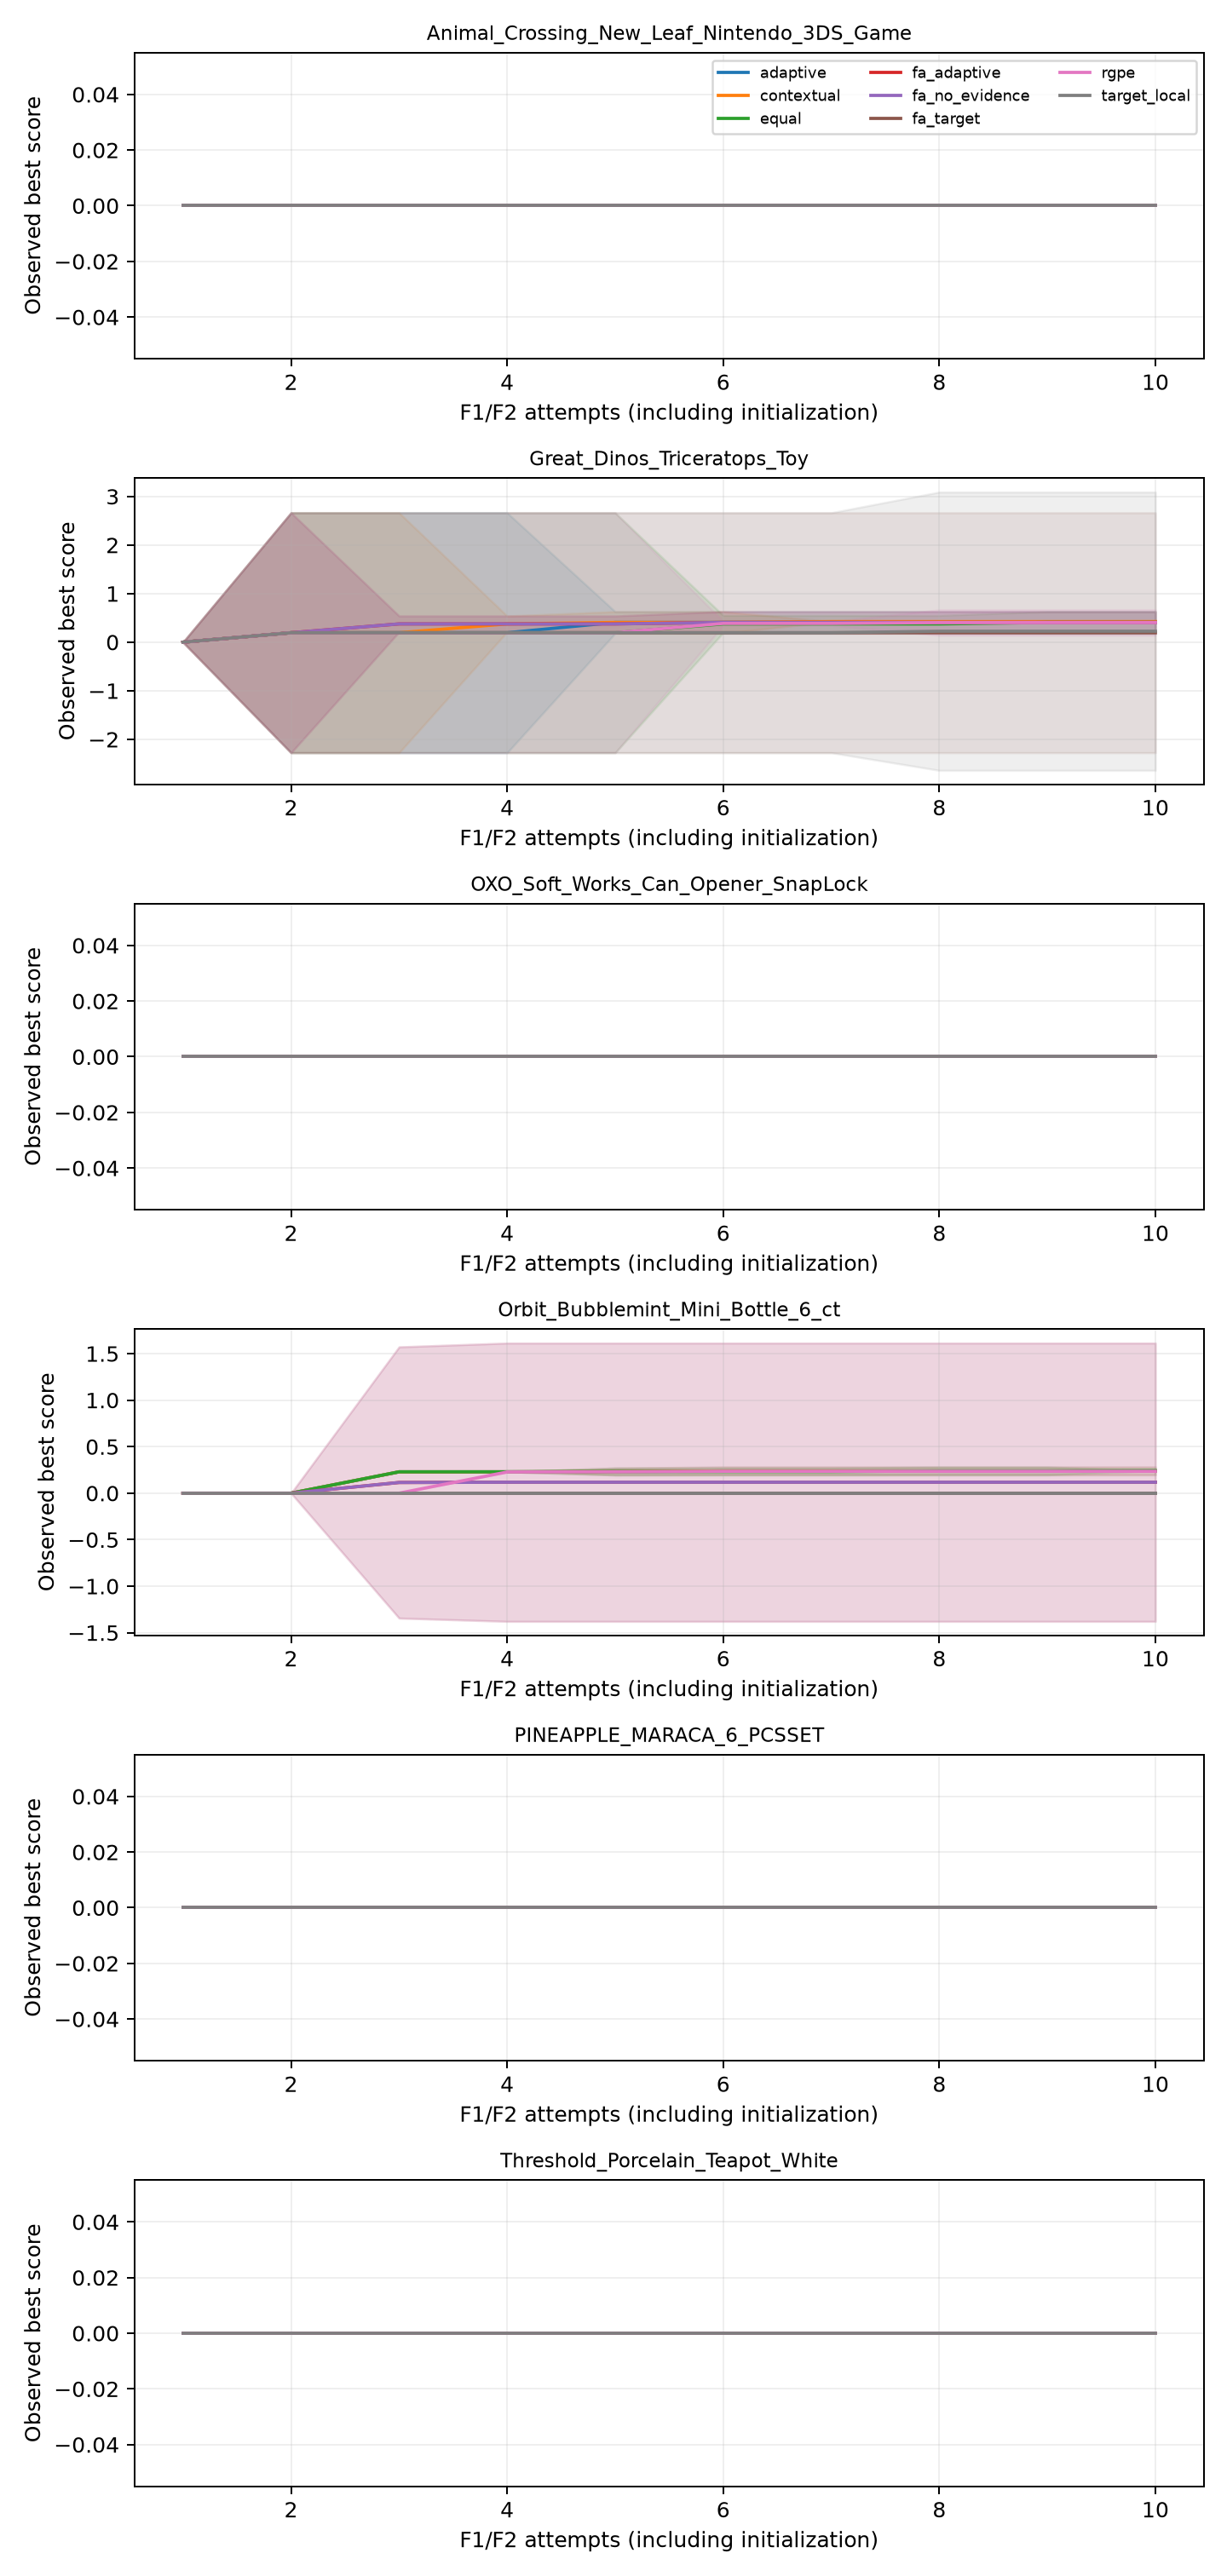 Animal_Crossing_New_Leaf_Nintendo_3DS_Game
adaptive fa_adaptive rgpe
contextual fa_no_evidence target_local
equal fa_target
Observed best score
0.04
0.02
0.00
−0.02
−0.04
2 4 6 8 10
F1/F2 attempts (including initialization)
Great_Dinos_Triceratops_Toy
Observed best score
3
2
1
0
−1
−2
2 4 6 8 10
F1/F2 attempts (including initialization)
OXO_Soft_Works_Can_Opener_SnapLock
Observed best score
0.04
0.02
0.00
−0.02
−0.04
2 4 6 8 10
F1/F2 attempts (including initialization)
Orbit_Bubblemint_Mini_Bottle_6_ct
Observed best score
1.5
1.0
0.5
0.0
−0.5
−1.0
−1.5
2 4 6 8 10
F1/F2 attempts (including initialization)
PINEAPPLE_MARACA_6_PCSSET
Observed best score
0.04
0.02
0.00
−0.02
−0.04
2 4 6 8 10
F1/F2 attempts (including initialization)
Threshold_Porcelain_Teapot_White
Observed best score
0.04
0.02
0.00
−0.02
−0.04
2 4 6 8 10
F1/F2 attempts (including initialization)